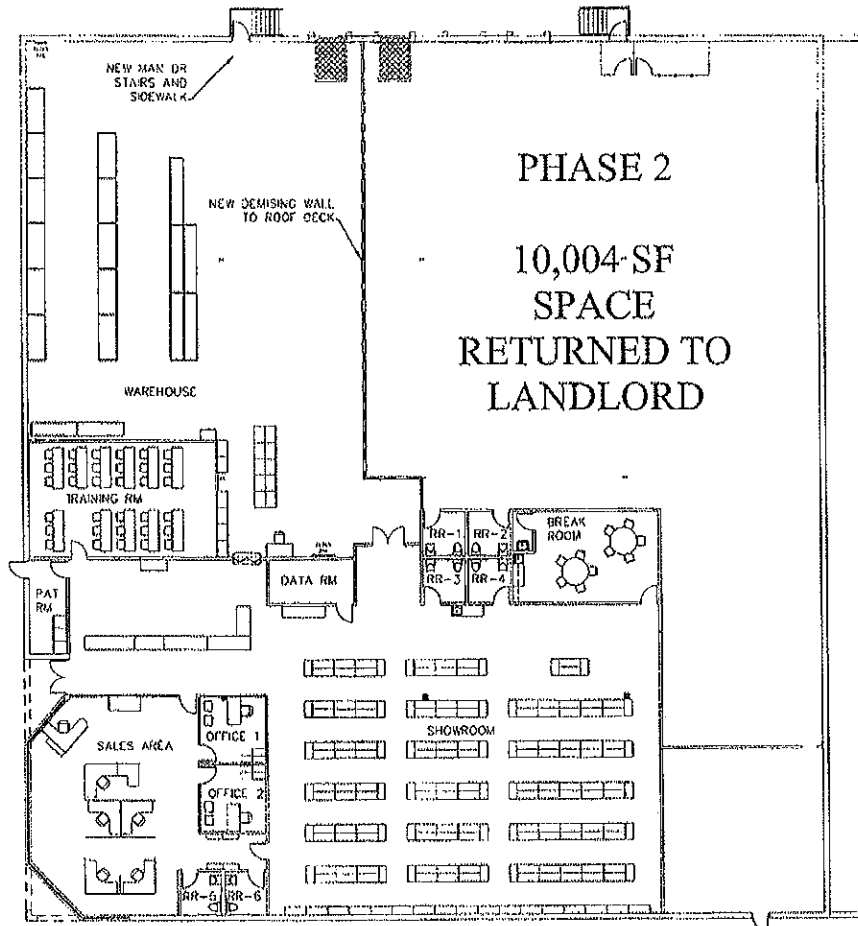 NEW MAN DR
STAIRS AND
SIDEWALK
PHASE 2
NEW DEMISING WALL
TO ROOF DECK
10,004 SF
SPACE
RETURNED TO
LANDLORD
WAREHOUSE
TRAINING RM
RR-1
RR-2
BREAK
ROOM
RR-3
RR-4
DATA RM
PAT
RM
SALES AREA
OFFICE 1
SHOWROOM
OFFICE 2
RR-5
RR-6